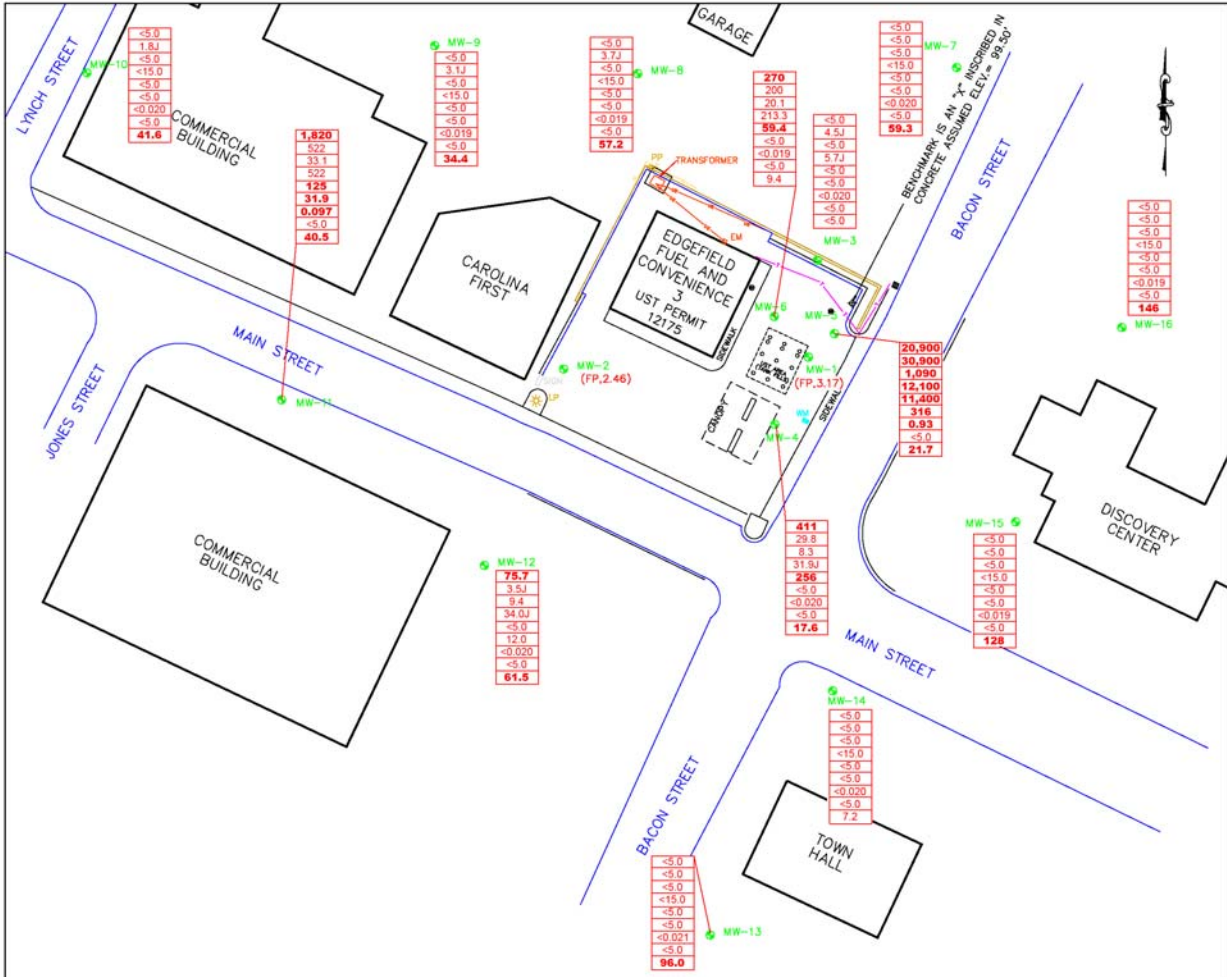 GARAGE
MW-10
<5.0
1.8J
<5.0
<15.0
<5.0
<5.0
<0.020
<5.0
41.6
LYNCH STREET
COMMERCIAL
BUILDING
MW-9
<5.0
3.1J
<5.0
<15.0
<5.0
<5.0
<0.019
<5.0
34.4
MW-8
<5.0
3.7J
<5.0
<15.0
<5.0
<5.0
<0.019
<5.0
57.2
MW-7
<5.0
<5.0
<5.0
<15.0
<5.0
<5.0
<0.020
<5.0
59.3
BENCHMARK IS AN "X" INSCRIBED IN
CONCRETE ASSUMED ELEV.= 99.50'
270
200
20.1
213.3
59.4
<5.0
<0.019
<5.0
9.4
<5.0
4.5J
<5.0
5.7J
<5.0
<5.0
<0.020
<5.0
<5.0
1,820
522
33.1
522
125
31.9
0.097
<5.0
40.5
PP
TRANSFORMER
EM
EDGEFIELD
FUEL AND
CONVENIENCE
3
UST PERMIT
12175
CAROLINA
FIRST
MW-3
BACON STREET
<5.0
<5.0
<5.0
<15.0
<5.0
<5.0
<0.019
<5.0
146
MW-16
MW-6
MW-5
SIDEWALK
MW-2
(FP,2.46)
SIGN
LP
UST AREA
MW-1
(FP,3.17)
SIDEWALK
WM
CANOPY
MW-4
20,900
30,900
1,090
12,100
11,400
316
0.93
<5.0
21.7
MAIN STREET
JONES STREET
MW-11
COMMERCIAL
BUILDING
MW-12
75.7
3.5J
9.4
34.0J
<5.0
12.0
<0.020
<5.0
61.5
411
29.8
8.3
31.9J
256
<5.0
<0.020
<5.0
17.6
MW-15
<5.0
<5.0
<5.0
<15.0
<5.0
<5.0
<0.019
<5.0
128
DISCOVERY
CENTER
MAIN STREET
MW-14
<5.0
<5.0
<5.0
<15.0
<5.0
<5.0
<0.020
<5.0
7.2
BACON STREET
TOWN
HALL
MW-13
<5.0
<5.0
<5.0
<15.0
<5.0
<5.0
<0.021
<5.0
96.0